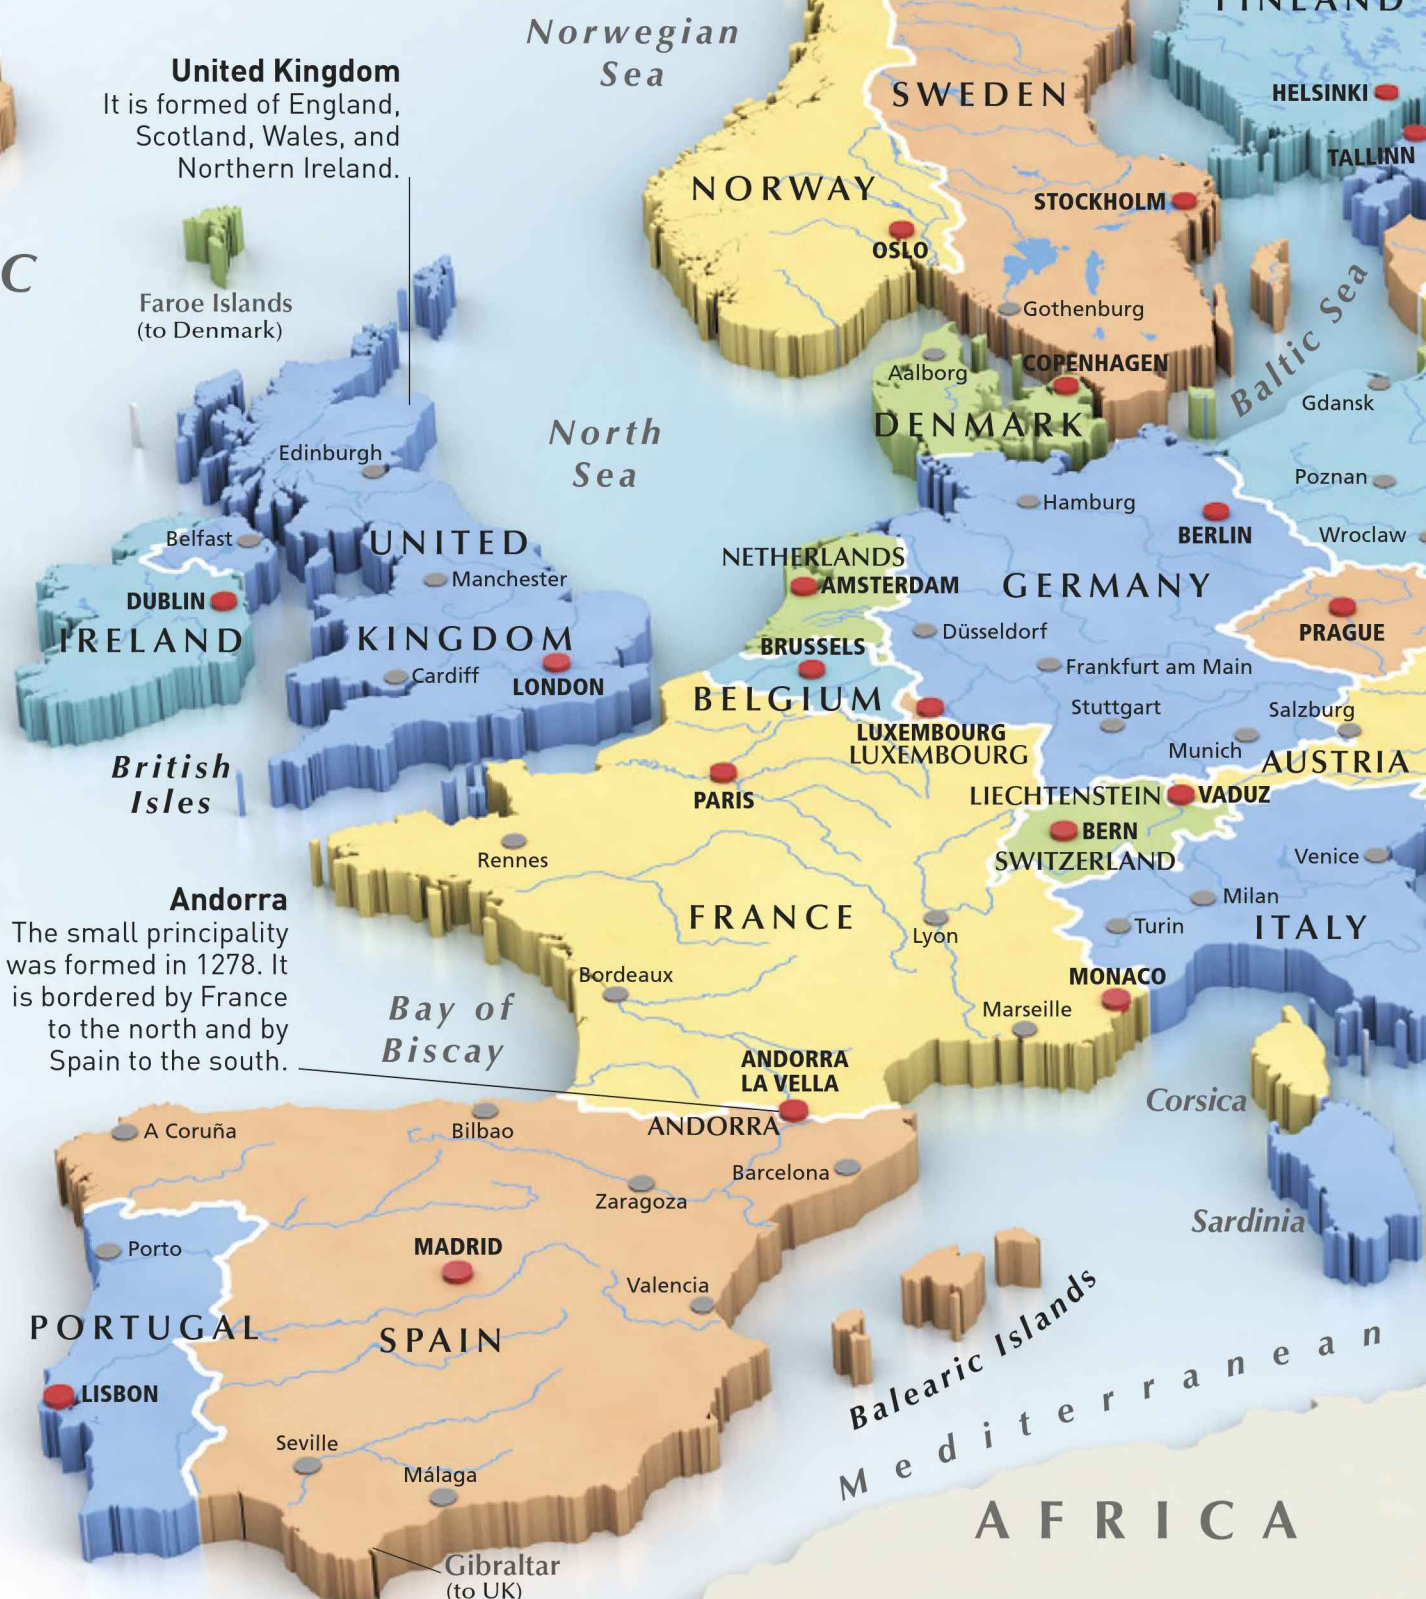 FINLAND
Norwegian
Sea
United Kingdom
It is formed of England,
Scotland, Wales, and
Northern Ireland.
SWEDEN
HELSINKI
TALLINN
NORWAY
STOCKHOLM
OSLO
C
Faroe Islands
(to Denmark)
Gothenburg
Baltic Sea
COPENHAGEN
Aalborg
Gdansk
DENMARK
North
Sea
Edinburgh
Poznan
Hamburg
BERLIN
Wroclaw
Belfast
UNITED
KINGDOM
NETHERLANDS
AMSTERDAM
GERMANY
Manchester
DUBLIN
IRELAND
PRAGUE
Düsseldorf
BRUSSELS
BELGIUM
Frankfurt am Main
Cardiff
LONDON
Stuttgart
Salzburg
LUXEMBOURG
LUXEMBOURG
Munich
AUSTRIA
British
Isles
PARIS
LIECHTENSTEIN
VADUZ
BERN
SWITZERLAND
Rennes
Venice
Andorra
The small principality
was formed in 1278. It
is bordered by France
to the north and by
Spain to the south.
FRANCE
Milan
Lyon
Turin
ITALY
Bordeaux
MONACO
Bay of
Biscay
Marseille
ANDORRA
LA VELLA
Corsica
A Coruña
Bilbao
ANDORRA
Barcelona
Zaragoza
Sardinia
Porto
MADRID
Valencia
PORTUGAL
SPAIN
Balearic Islands
Mediterranean
LISBON
Seville
Málaga
AFRICA
Gibraltar
(to UK)